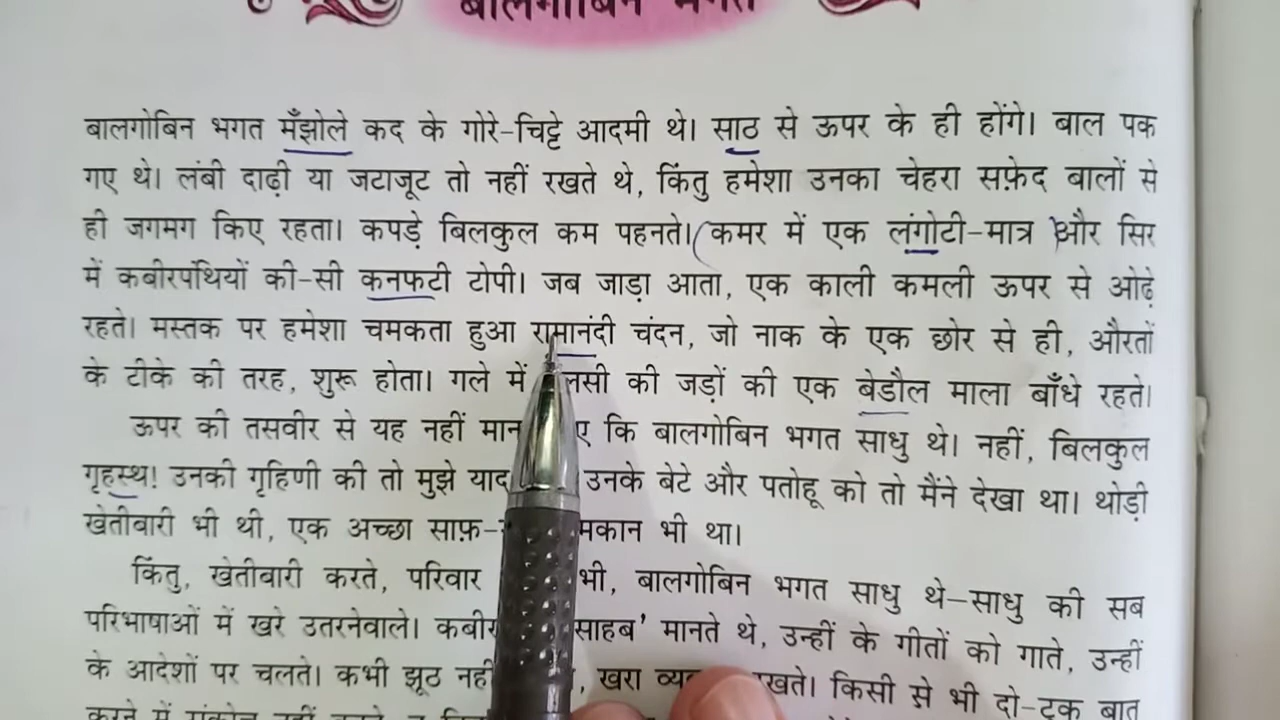 बालगोबिन भगत
बालगोबिन भगत मँझोले कद के गोरे-चिट्टे आदमी थे। साठ से ऊपर के ही होंगे। बाल पक
गए थे। लंबी दाढ़ी या जटाजूट तो नहीं रखते थे, किंतु हमेशा उनका चेहरा सफ़ेद बालों से
ही जगमग किए रहता। कपड़े बिलकुल कम पहनते। कमर में एक लंगोटी-मात्र और सिर
में कबीरपंथियों की-सी कनफटी टोपी। जब जाड़ा आता, एक काली कमली ऊपर से ओढ़े
रहते। मस्तक पर हमेशा चमकता हुआ रामानंदी चंदन, जो नाक के एक छोर से ही, औरतों
के टीके की तरह, शुरू होता। गले में की जड़ों की एक बेडौल माला बाँधे रहते।
ऊपर की तसवीर से यह नहीं कि बालगोबिन भगत साधु थे। नहीं, बिलकुल
गृहस्थ! उनकी गृहिणी की तो मुझे याद उनके बेटे और पतोहू को तो मैंने देखा था। थोड़ी
खेतीबारी भी थी, एक अच्छा साफ़- मकान भी था।
किंतु, खेतीबारी करते, परिवार भी, बालगोबिन भगत साधु थे–साधु की सब
परिभाषाओं में खरे उतरनेवाले। कबीर साहब' मानते थे, उन्हीं के गीतों को गाते, उन्हीं
के आदेशों पर चलते। कभी झूठ खरा रखते। किसी से भी दो-टूक बात
करने में